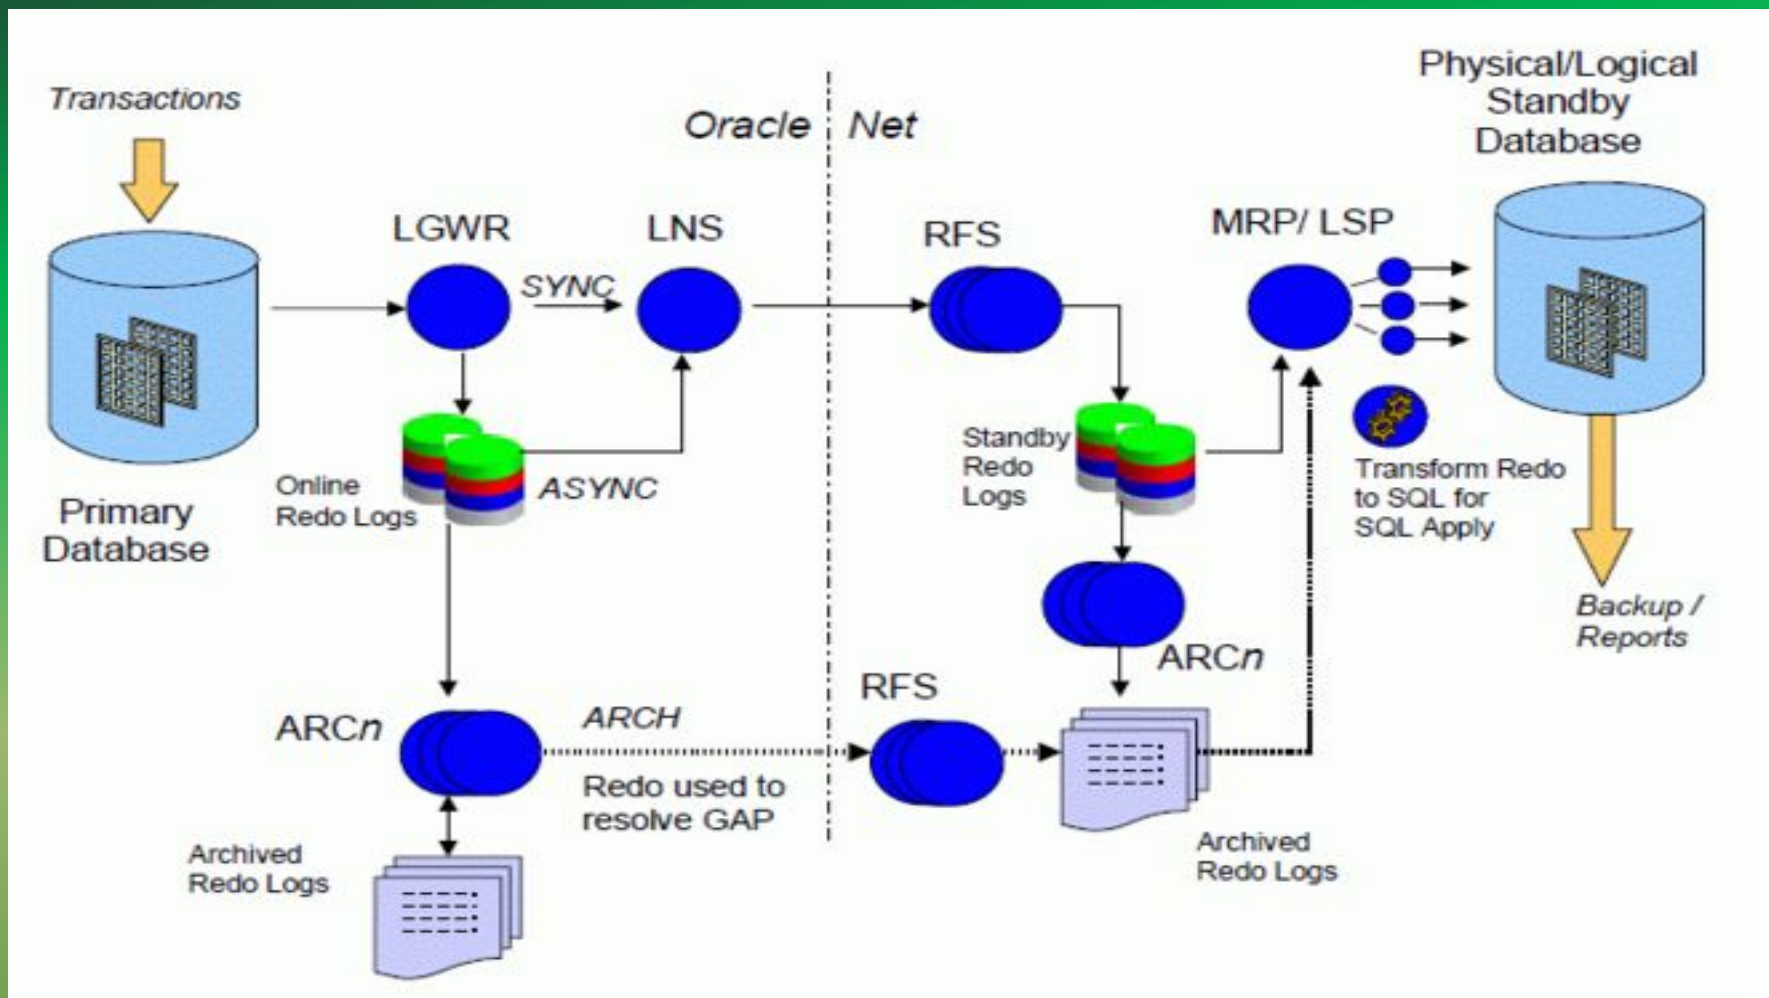 Transactions
Oracle Net
Physical/Logical
Standby
Database
LGWR
SYNC
LNS
RFS
MRP/ LSP
Online
Redo Logs
ASYNC
Primary
Database
Standby
Redo
Logs
Transform Redo
to SQL for
SQL Apply
Backup /
Reports
ARCn
ARCH
Redo used to
resolve GAP
RFS
ARCn
Archived
Redo Logs
Archived
Redo Logs